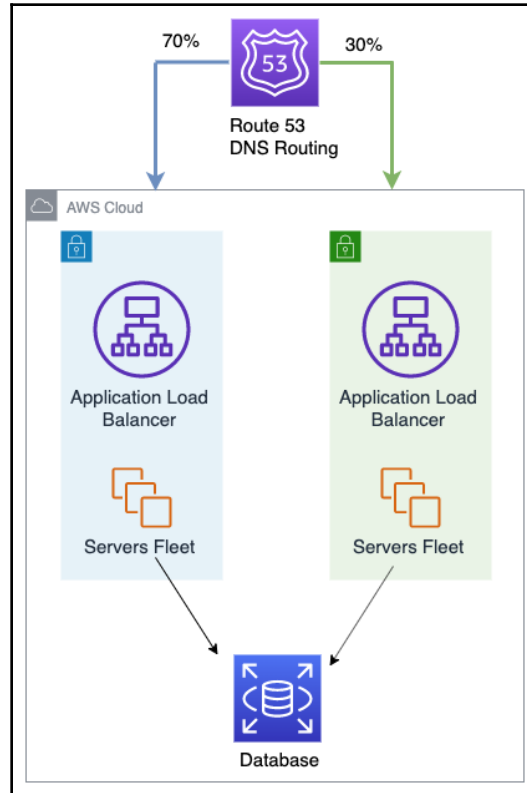 70%
30%
53
Route 53
DNS Routing
AWS Cloud
Application Load
Balancer
Application Load
Balancer
Servers Fleet
Servers Fleet
Database